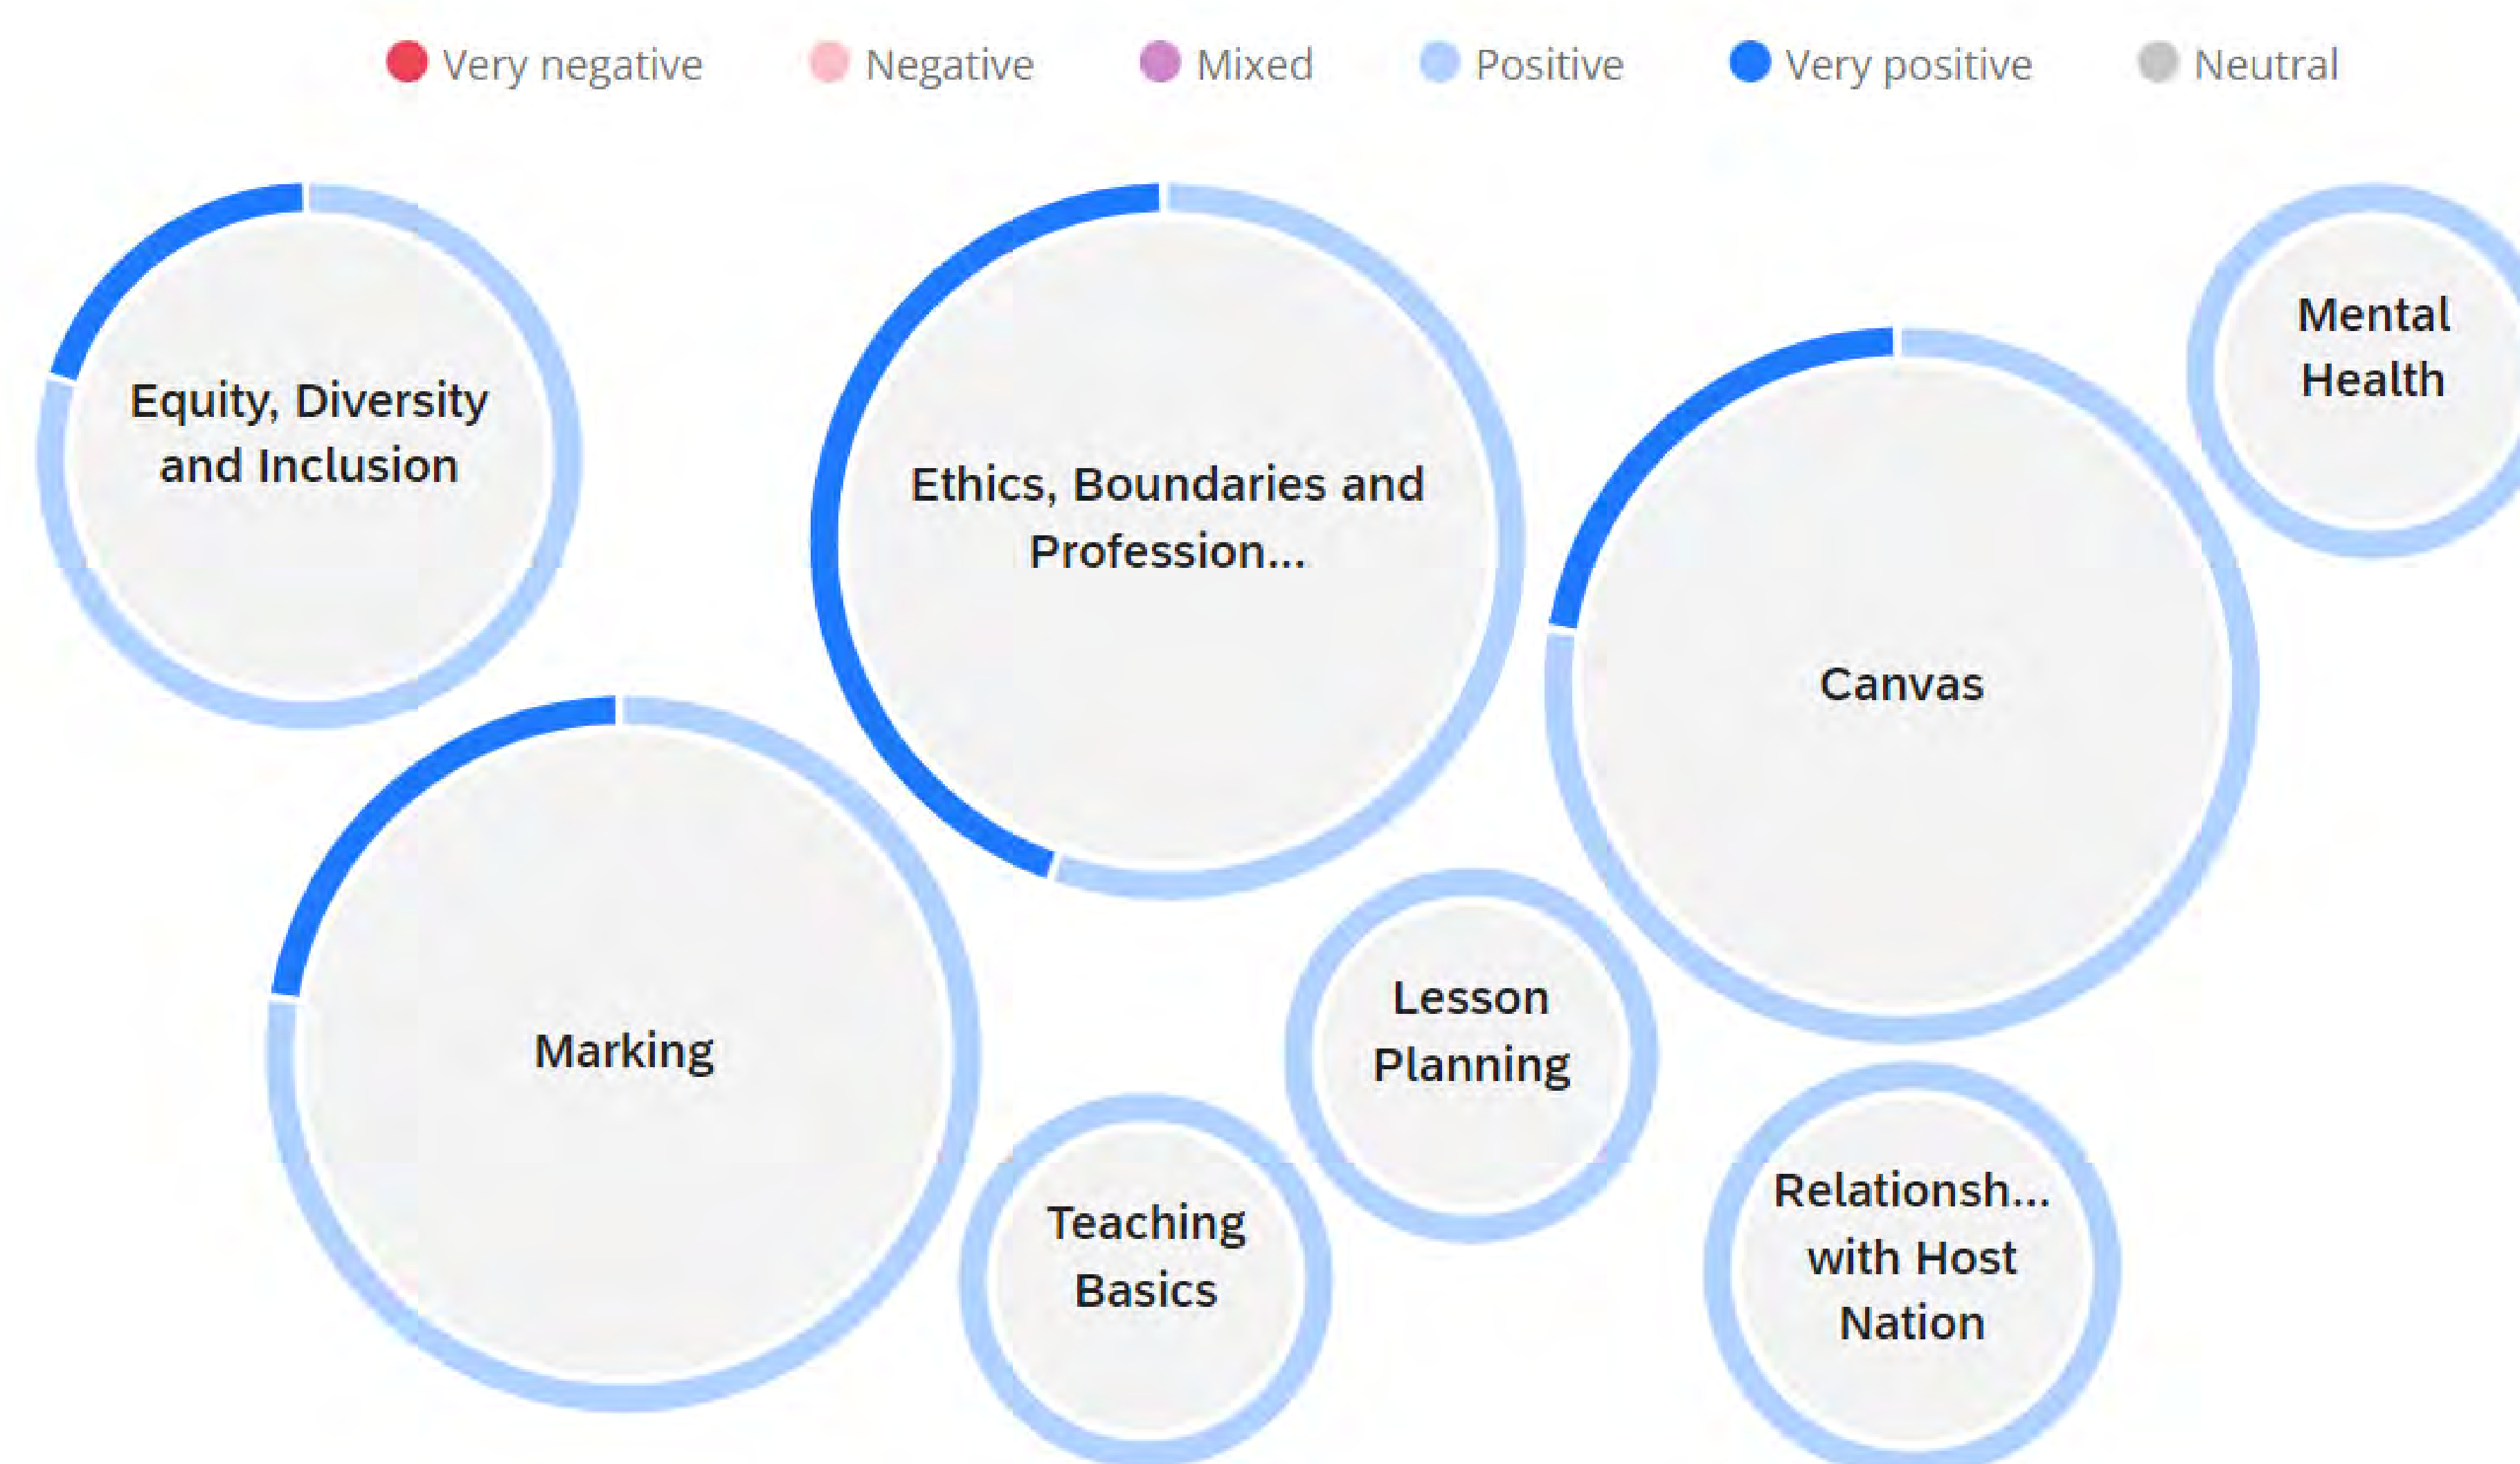 Very negative
Negative
Mixed
Positive
Very positive
Neutral
Equity, Diversity
and Inclusion
Ethics, Boundaries and
Profession...
Mental
Health
Canvas
Marking
Lesson
Planning
Teaching
Basics
Relationsh...
with Host
Nation